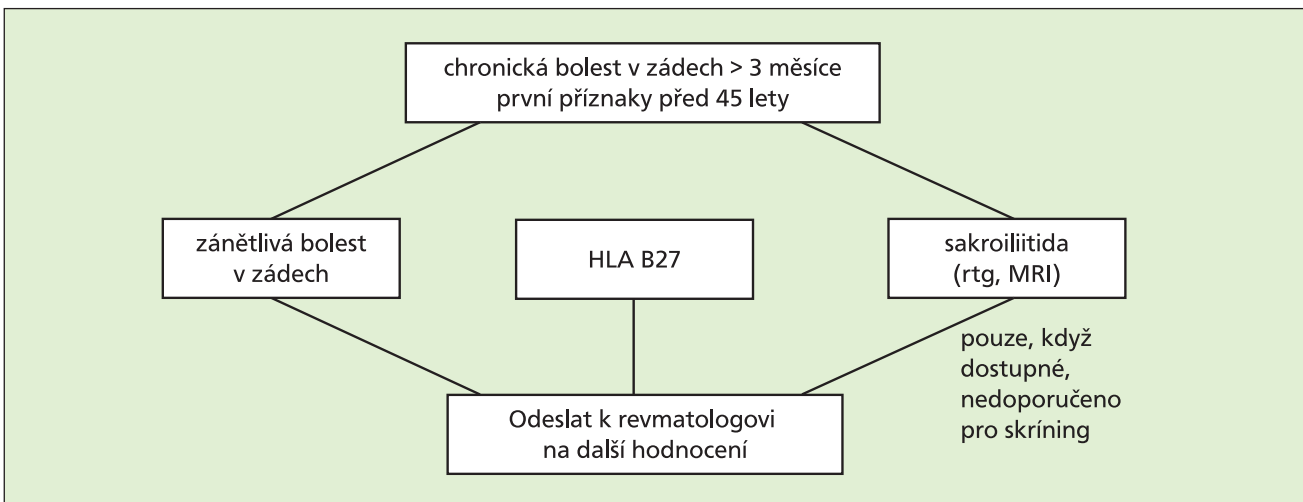 chronická bolest v zádech > 3 měsíce
první příznaky před 45 lety
zánětlivá bolest
v zádech
HLA B27
sakroiliitida
(rtg, MRI)
pouze, když
dostupné,
nedoporučeno
pro skríning
Odeslat k revmatologovi
na další hodnocení